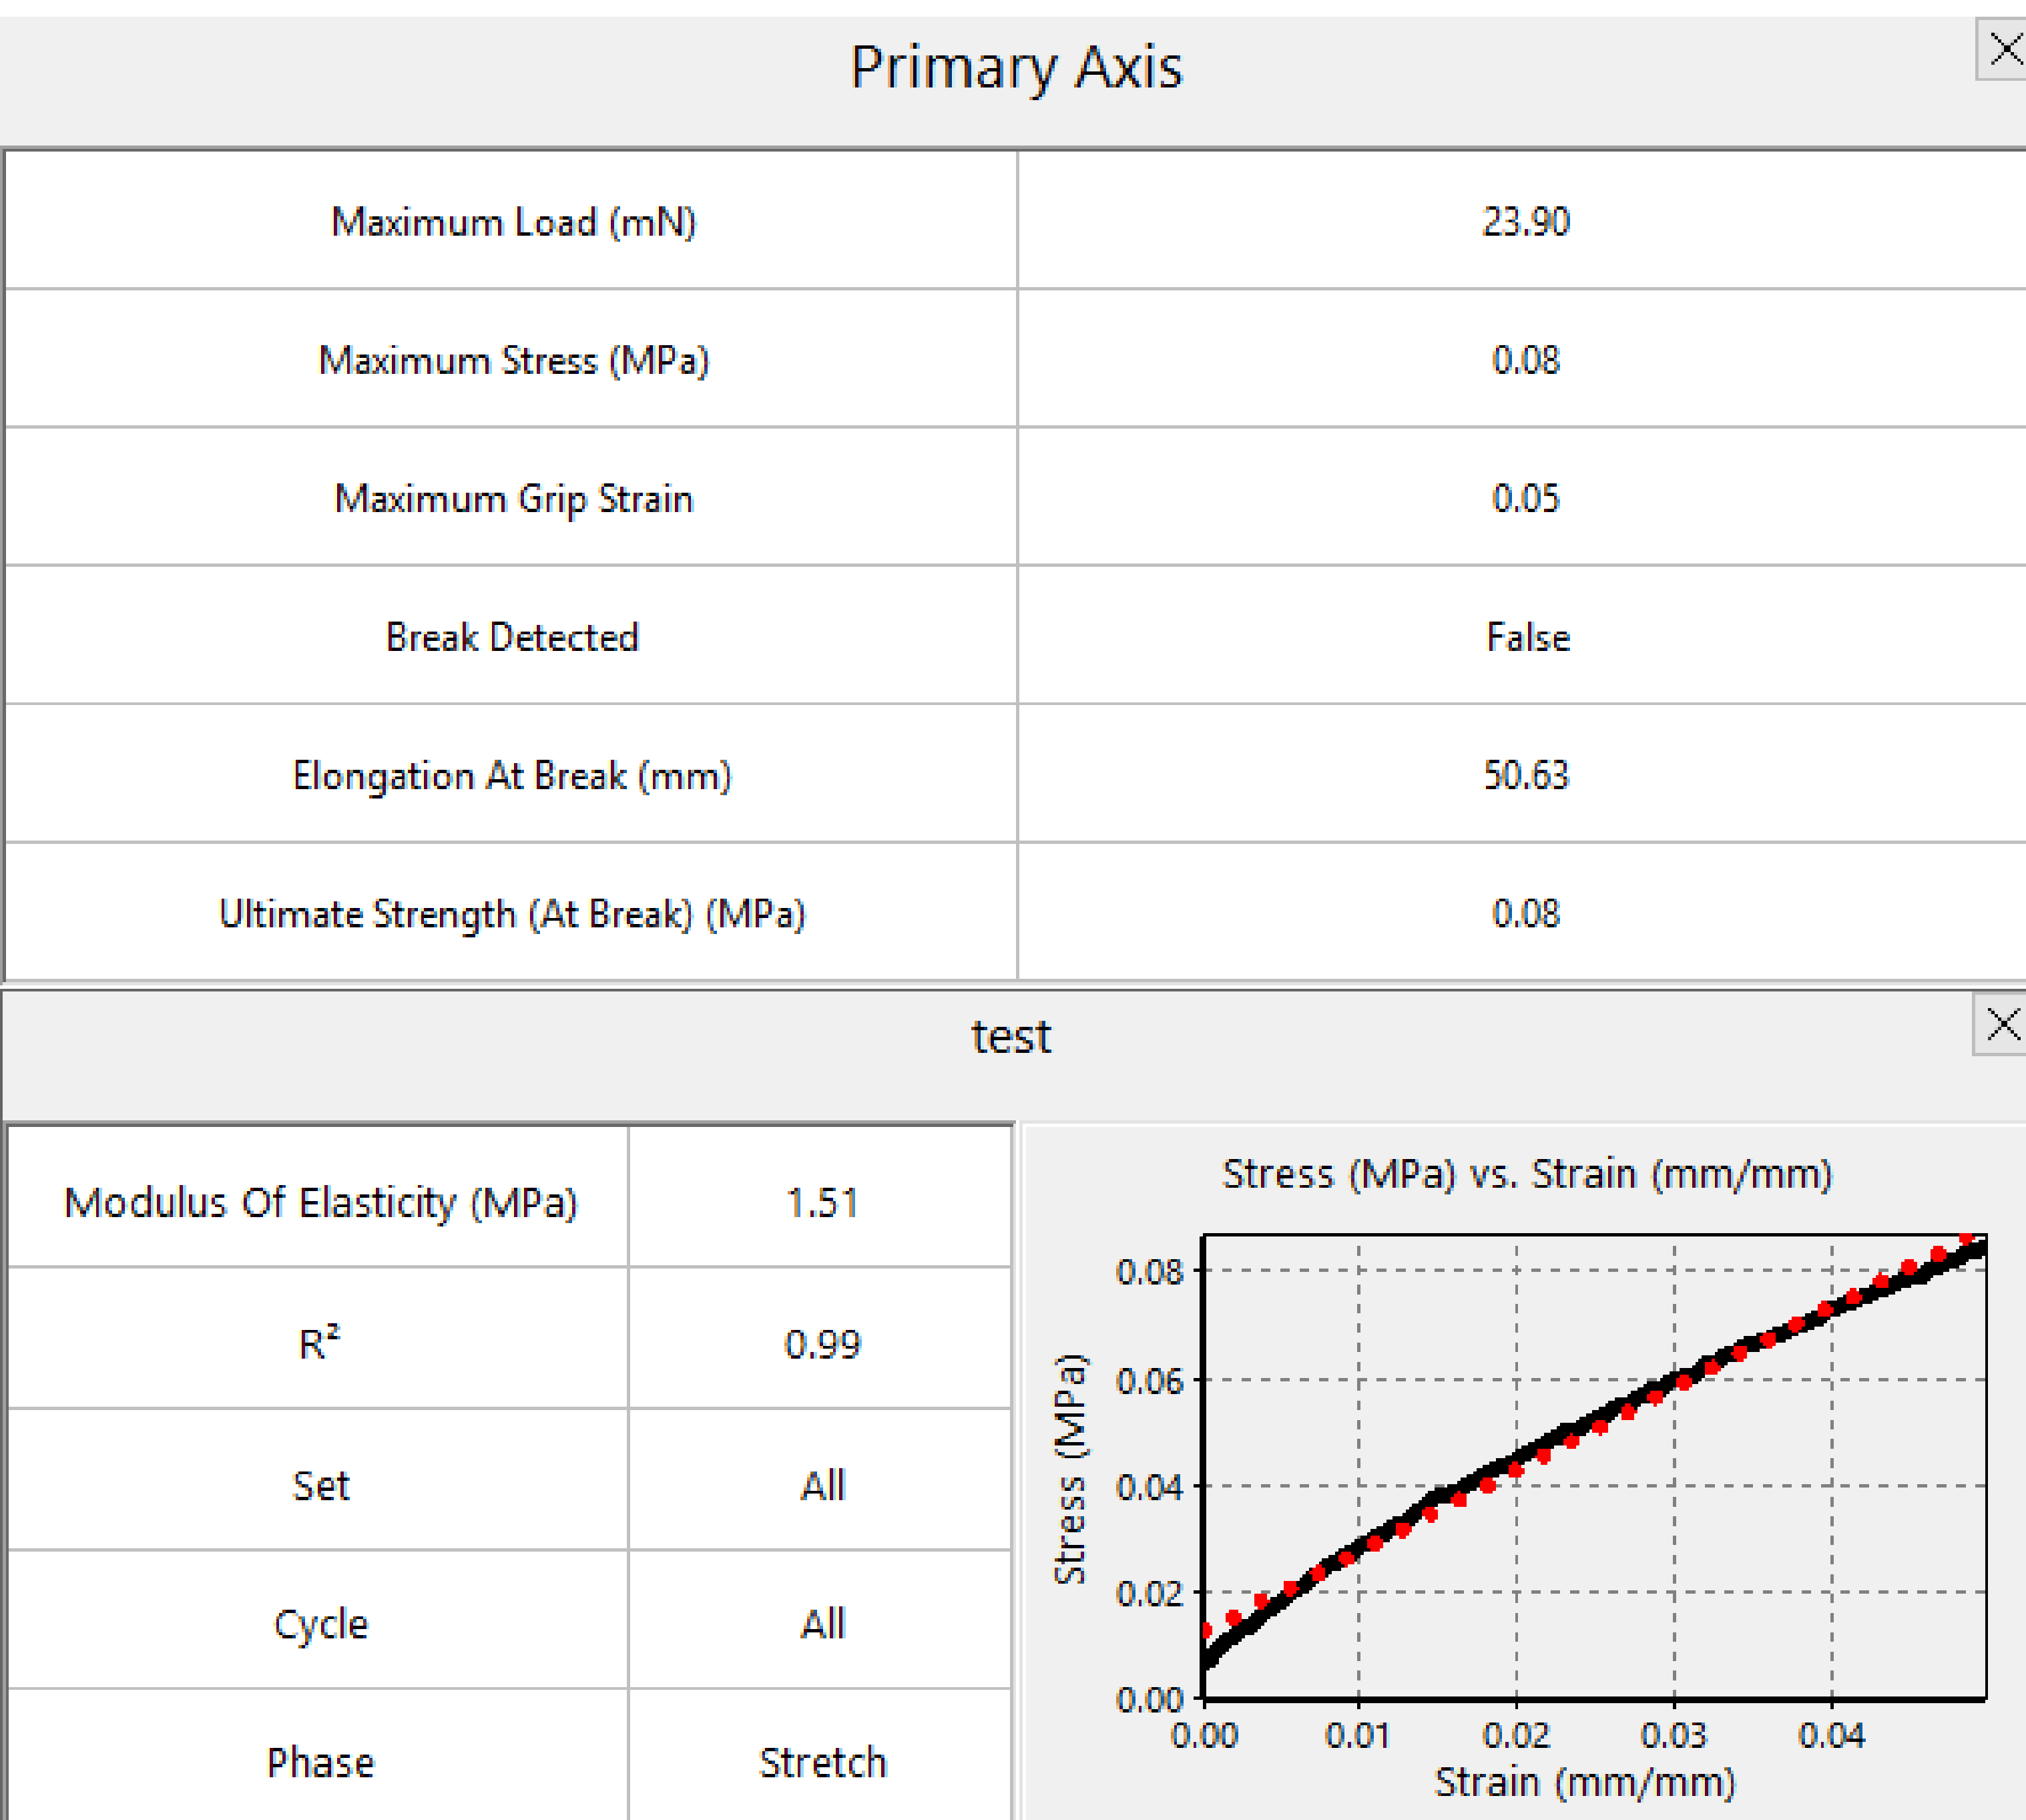 Primary Axis
Maximum Load (mN) 23.90
Maximum Stress (MPa) 0.08
Maximum Grip Strain 0.05
Break Detected False
Elongation At Break (mm) 50.63
Ultimate Strength (At Break) (MPa) 0.08
test
Modulus Of Elasticity (MPa) 1.51
R² 0.99
Set All
Cycle All
Phase Stretch
Stress (MPa) vs. Strain (mm/mm)
Stress (MPa)
0.08
0.06
0.04
0.02
0.00
0.00 0.01 0.02 0.03 0.04
Strain (mm/mm)